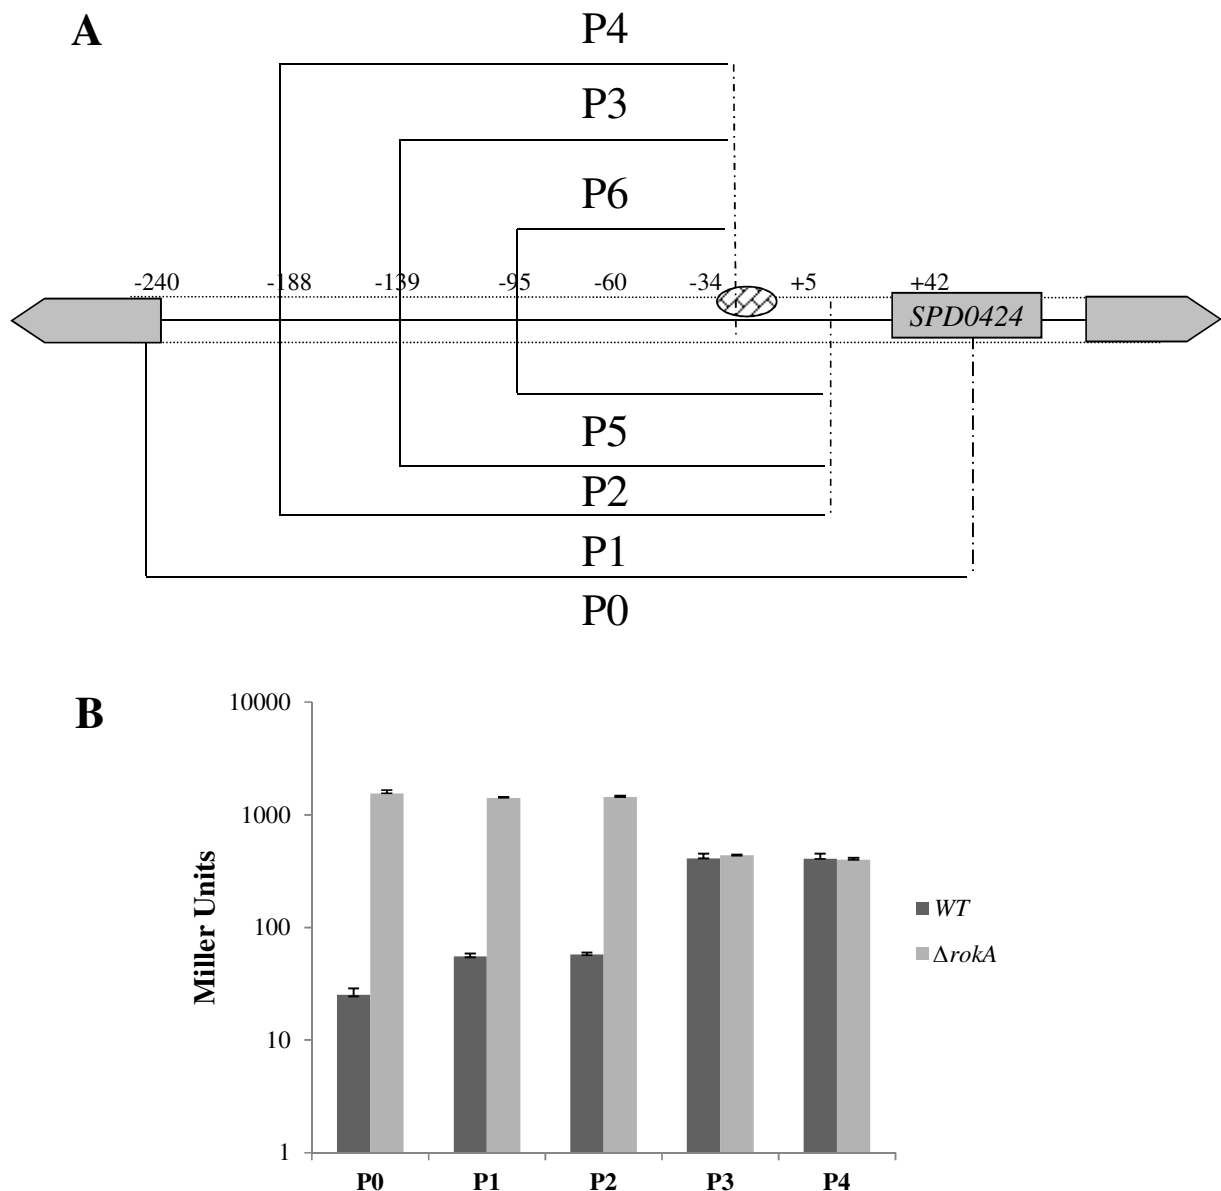 A
P4
P3
P6
-240 -188 -139 -95 -60 -34 +5 +42
SPD0424
P5
P2
P1
P0
B
Miller Units
10000
1000
100
10
1
P0 P1 P2 P3 P4
WT
ΔrokA